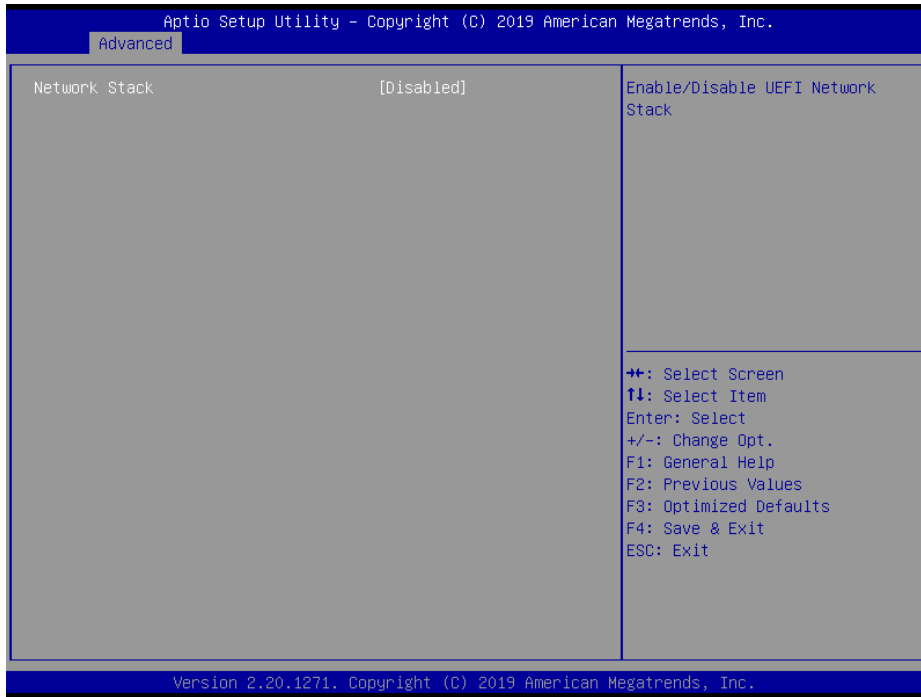 Aptio Setup Utility – Copyright (C) 2019 American Megatrends, Inc.
Advanced
Network Stack [Disabled]
Enable/Disable UEFI Network
Stack
→←: Select Screen
↑↓: Select Item
Enter: Select
+/-: Change Opt.
F1: General Help
F2: Previous Values
F3: Optimized Defaults
F4: Save & Exit
ESC: Exit
Version 2.20.1271. Copyright (C) 2019 American Megatrends, Inc.